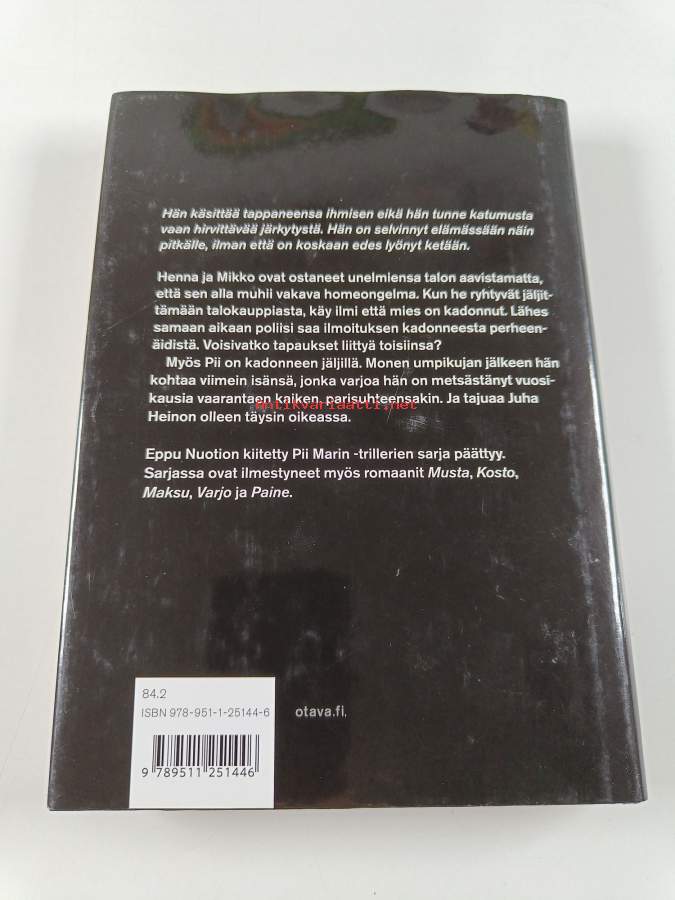 Hän käsittää tappaneensa ihmisen eikä hän tunne katumusta
vaan hirvittävää järkytystä. Hän on selvinnyt elämässään näin
pitkälle, ilman että on koskaan edes lyönyt ketään.
Henna ja Mikko ovat ostaneet unelmiensa talon aavistamatta,
että sen alla muhii vakava homeongelma. Kun he ryhtyvät jäljit-
tämään talokauppiasta, käy ilmi että mies on kadonnut. Lähes
samaan aikaan poliisi saa ilmoituksen kadonneesta perheen-
äidistä. Voisivatko tapaukset liittyä toisiinsa?
Myös Pii on kadonneen jäljillä. Monen umpikujan jälkeen hän
kohtaa viimein isänsä, jonka varjoa hän on metsästänyt vuosi-
kausia vaarantaen kaiken, parisuhteensakin. Ja tajuaa Juha
antikvariaatti.net
Heinon olleen täysin oikeassa.
Eppu Nuotion kiitetty Pii Marin -trillerien sarja päättyy.
Sarjassa ovat ilmestyneet myös romaanit Musta, Kosto,
Maksu, Varjo ja Paine.
84.2
ISBN 978-951-1-25144-6
otava.fi
9 789511 251446